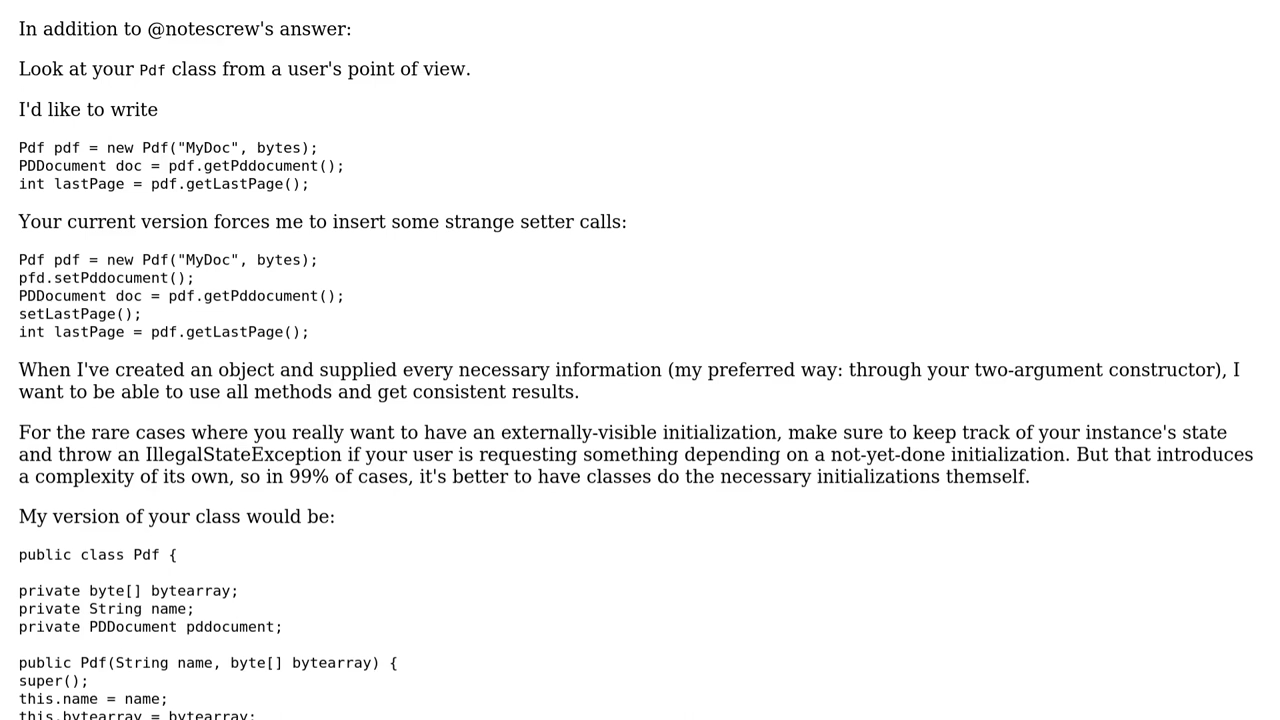 In addition to @notescrew's answer:
Look at your Pdf class from a user's point of view.
I'd like to write
Pdf pdf = new Pdf("MyDoc", bytes);
PDDocument doc = pdf.getPddocument();
int lastPage = pdf.getLastPage();
Your current version forces me to insert some strange setter calls:
Pdf pdf = new Pdf("MyDoc", bytes);
pfd.setPddocument();
PDDocument doc = pdf.getPddocument();
setLastPage();
int lastPage = pdf.getLastPage();
When I've created an object and supplied every necessary information (my preferred way: through your two-argument constructor), I
want to be able to use all methods and get consistent results.
For the rare cases where you really want to have an externally-visible initialization, make sure to keep track of your instance's state
and throw an IllegalStateException if your user is requesting something depending on a not-yet-done initialization. But that introduces
a complexity of its own, so in 99% of cases, it's better to have classes do the necessary initializations themself.
My version of your class would be:
public class Pdf {
private byte[] bytearray;
private String name;
private PDDocument pddocument;
public Pdf(String name, byte[] bytearray) {
super();
this.name = name;
this.bytearray = bytearray;